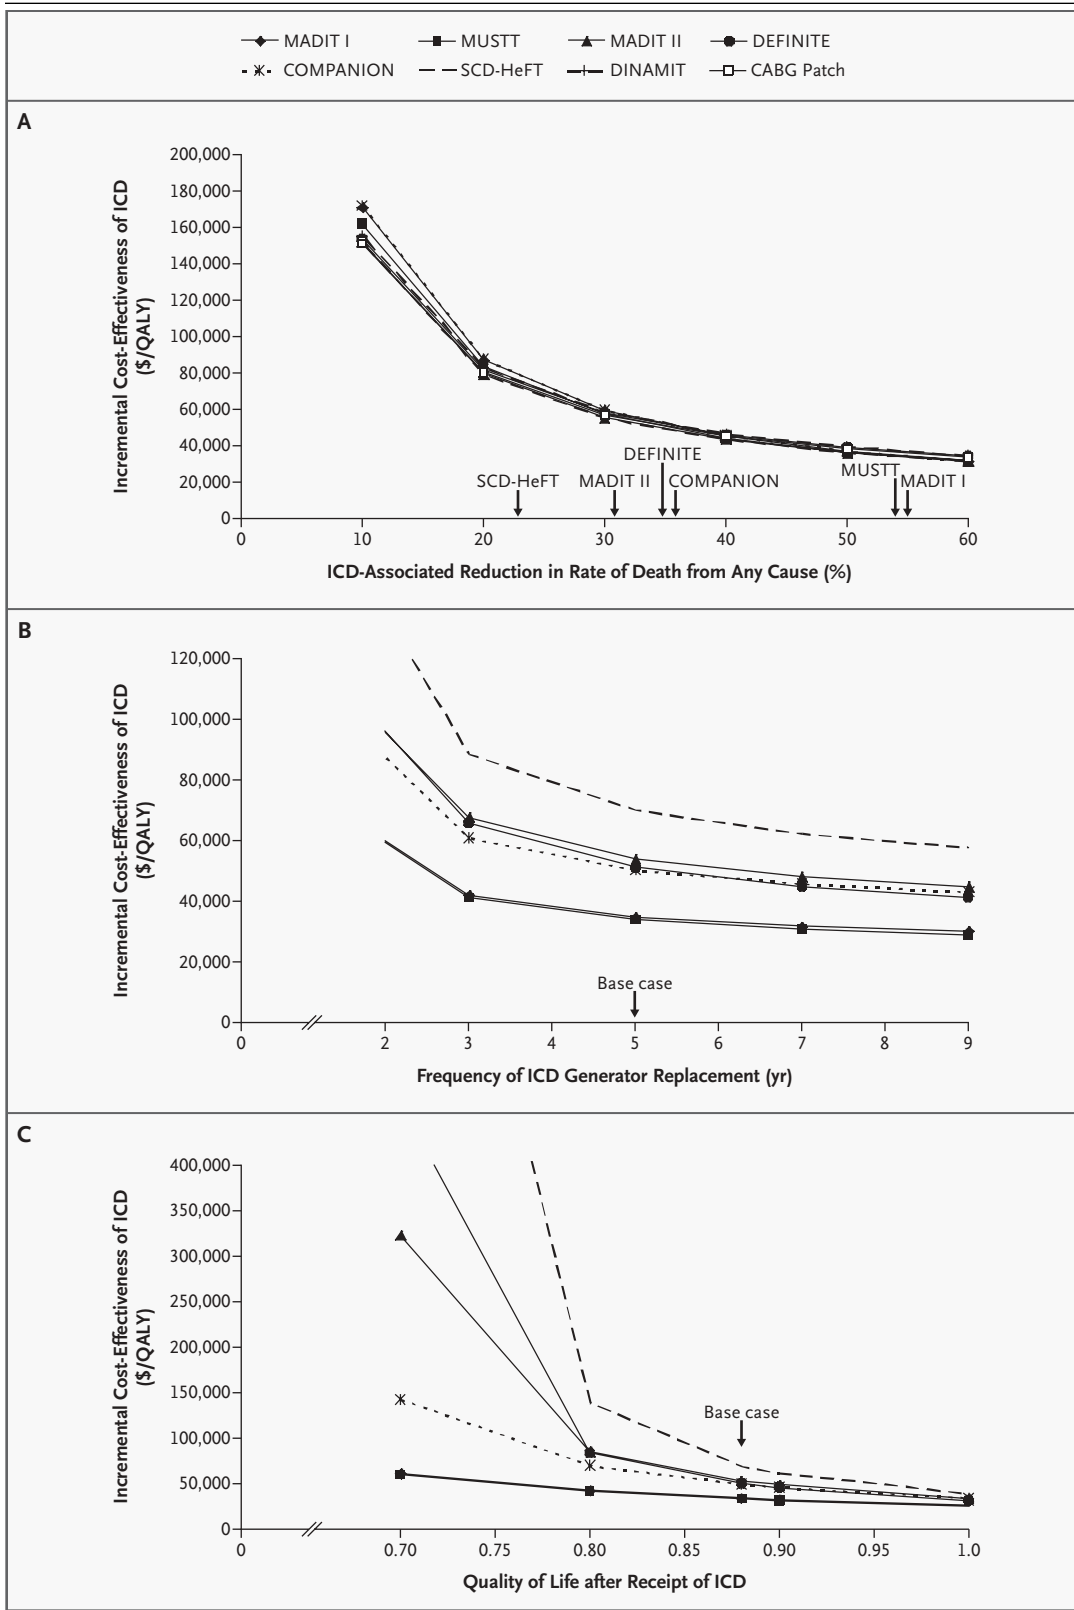 MADIT I MUSTT MADIT II DEFINITE
COMPANION SCD-HeFT DINAMIT CABG Patch
A
Incremental Cost-Effectiveness of ICD
($/QALY)
200,000
180,000
160,000
140,000
120,000
100,000
80,000
60,000
40,000
20,000
0
DEFINITE
MUSTT
SCD-HeFT MADIT II COMPANION MADIT I
0 10 20 30 40 50 60
ICD-Associated Reduction in Rate of Death from Any Cause (%)
B
Incremental Cost-Effectiveness of ICD
($/QALY)
120,000
100,000
80,000
60,000
40,000
20,000
0
Base case
0 2 3 4 5 6 7 8 9
Frequency of ICD Generator Replacement (yr)
C
Incremental Cost-Effectiveness of ICD
($/QALY)
400,000
350,000
300,000
250,000
200,000
150,000
100,000
50,000
0
Base case
0 0.70 0.75 0.80 0.85 0.90 0.95 1.0
Quality of Life after Receipt of ICD